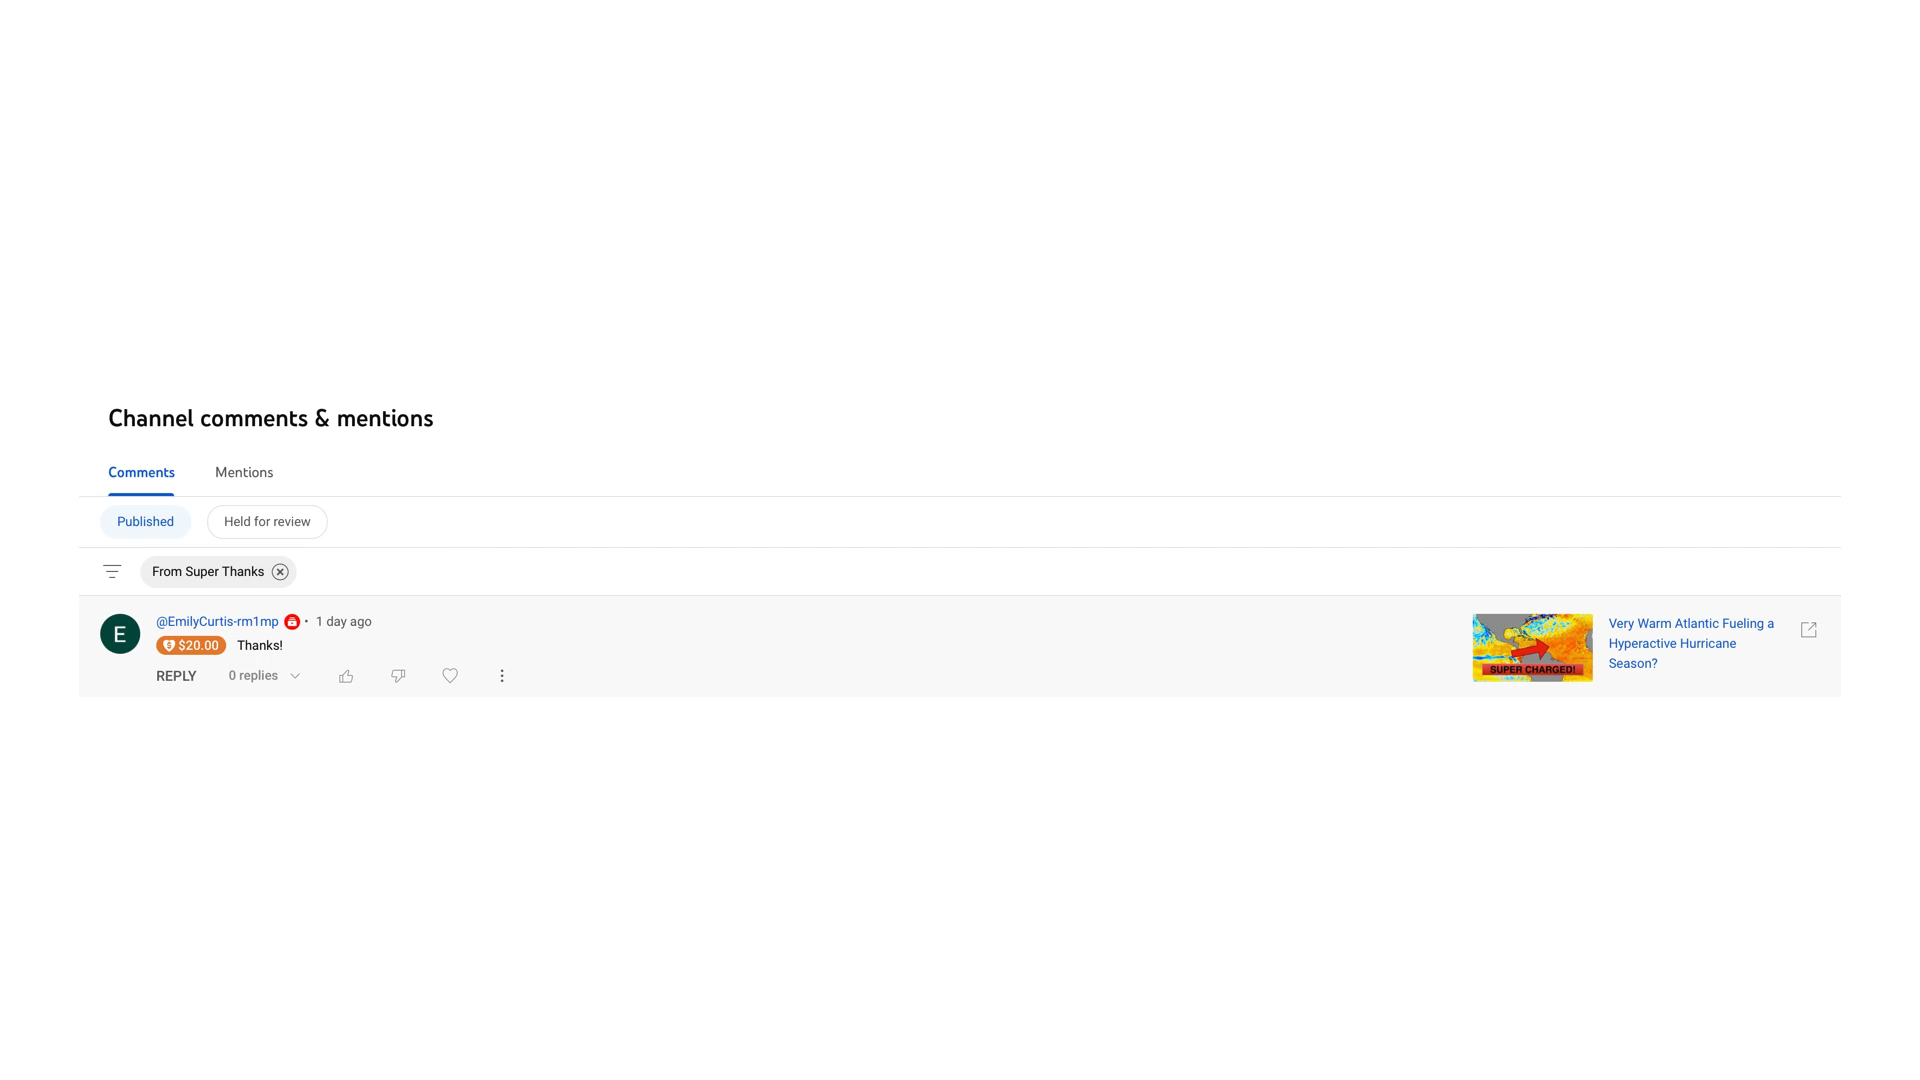 Channel comments & mentions
Comments
Mentions
Published
Held for review
From Super Thanks
E
@EmilyCurtis-rm1mp • 1 day ago
$20.00 Thanks!
REPLY
0 replies
SUPER CHARGED!
Very Warm Atlantic Fueling a
Hyperactive Hurricane
Season?